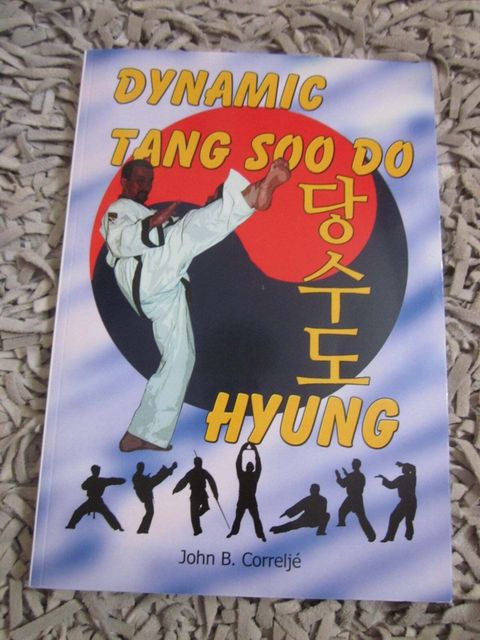 DYNAMIC
TANG SOO DO
당수도
HYUNG
John B. Correljé